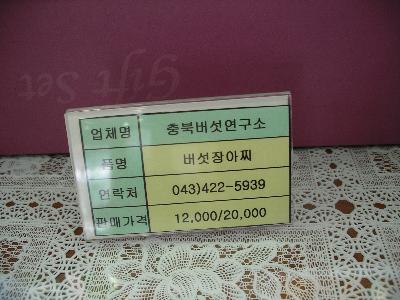 Gift Set
업체명 충북버섯연구소
품명 버섯장아찌
연락처 043)422-5939
판매가격 12,000/20,000